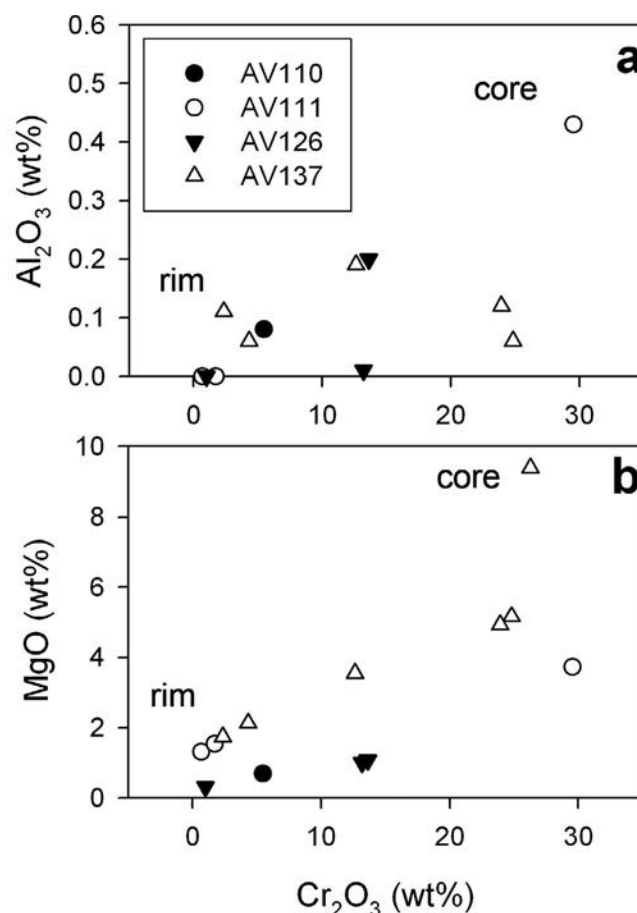 a
0.6
0.5
0.4
0.3
0.2
0.1
0.0
Al₂O₃ (wt%)
AV110
AV111
AV126
AV137
core
rim
0 10 20 30
b
10
8
6
4
2
0
MgO (wt%)
core
rim
0 10 20 30
Cr₂O₃ (wt%)